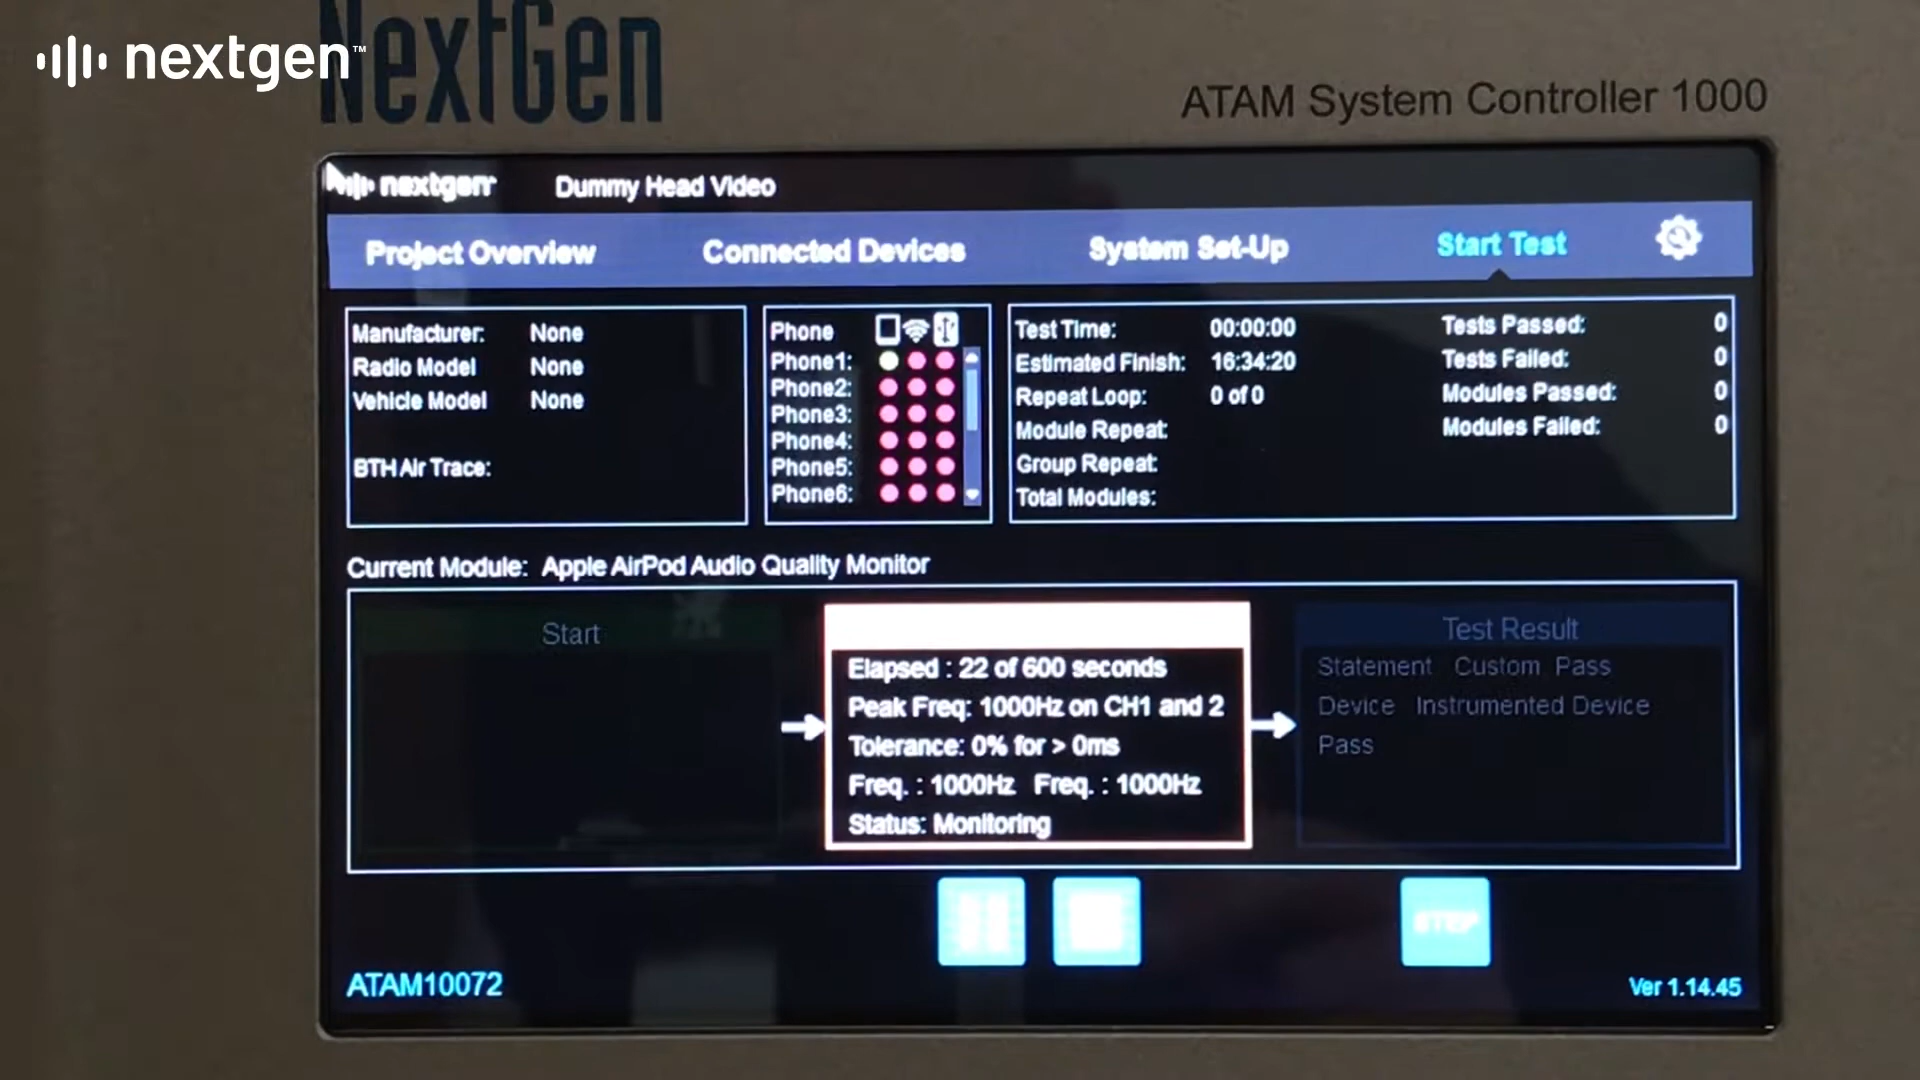 nextgen™
NextGen
ATAM System Controller 1000
nextgen Dummy Head Video
Project Overview Connected Devices System Set-Up Start Test
Manufacturer: None
Radio Model None
Vehicle Model None
BTH Air Trace:
Phone
Phone1:
Phone2:
Phone3:
Phone4:
Phone5:
Phone6:
Test Time: 00:00:00
Estimated Finish: 16:34:20
Repeat Loop: 0 of 0
Module Repeat:
Group Repeat:
Total Modules:
Tests Passed: 0
Tests Failed: 0
Modules Passed: 0
Modules Failed: 0
Current Module: Apple AirPod Audio Quality Monitor
Start
Elapsed : 22 of 600 seconds
Peak Freq: 1000Hz on CH1 and 2
Tolerance: 0% for > 0ms
Freq. : 1000Hz Freq. : 1000Hz
Status: Monitoring
Test Result
Statement Custom Pass
Device Instrumented Device
Pass
STEP
ATAM10072
Ver 1.14.45